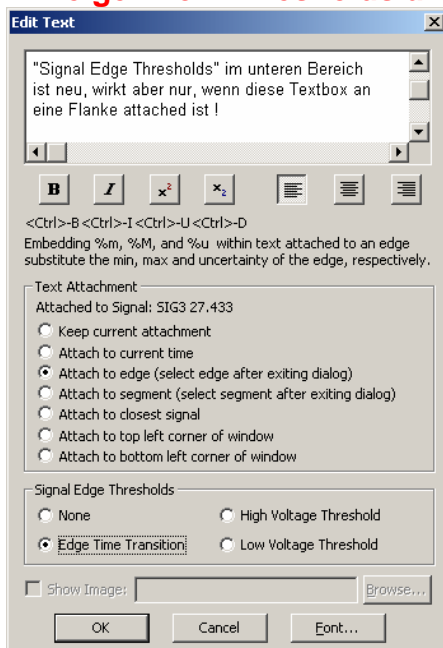 Edit Text
"Signal Edge Thresholds" im unteren Bereich
ist neu, wirkt aber nur, wenn diese Textbox an
eine Flanke attached ist !
B I x² x₂
<Ctrl>-B <Ctrl>-I <Ctrl>-U <Ctrl>-D
Embedding %m, %M, and %u within text attached to an edge
substitute the min, max and uncertainty of the edge, respectively.
Text Attachment
Attached to Signal: SIG3 27.433
Keep current attachment
Attach to current time
Attach to edge (select edge after exiting dialog)
Attach to segment (select segment after exiting dialog)
Attach to closest signal
Attach to top left corner of window
Attach to bottom left corner of window
Signal Edge Thresholds
None High Voltage Threshold
Edge Time Transition Low Voltage Threshold
Show Image: Browse...
OK Cancel Font...